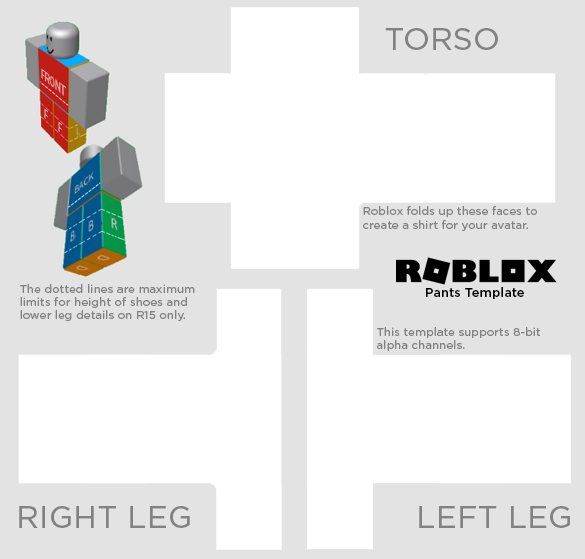 TORSO
FRONT
F F
BACK
B B R
D D
Roblox folds up these faces to
create a shirt for your avatar.
ROBLOX
Pants Template
The dotted lines are maximum
limits for height of shoes and
lower leg details on R15 only.
This template supports 8-bit
alpha channels.
RIGHT LEG
LEFT LEG